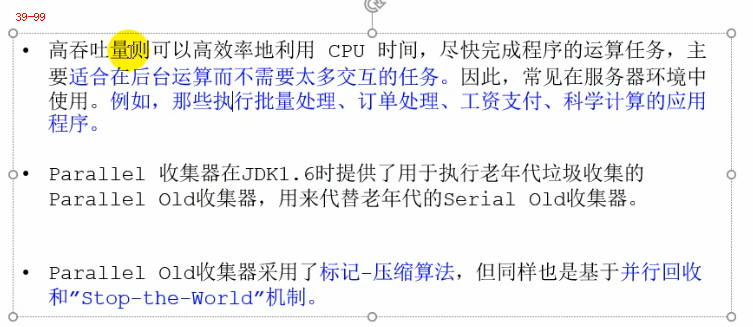 39-99
• 高吞吐量则可以高效率地利用 CPU 时间，尽快完成程序的运算任务，主
要适合在后台运算而不需要太多交互的任务。因此，常见在服务器环境中
使用。例如，那些执行批量处理、订单处理、工资支付、科学计算的应用
程序。
• Parallel 收集器在JDK1.6时提供了用于执行老年代垃圾收集的
Parallel Old收集器，用来代替老年代的Serial Old收集器。
• Parallel Old收集器采用了标记-压缩算法，但同样也是基于并行回收
和”Stop-the-World”机制。